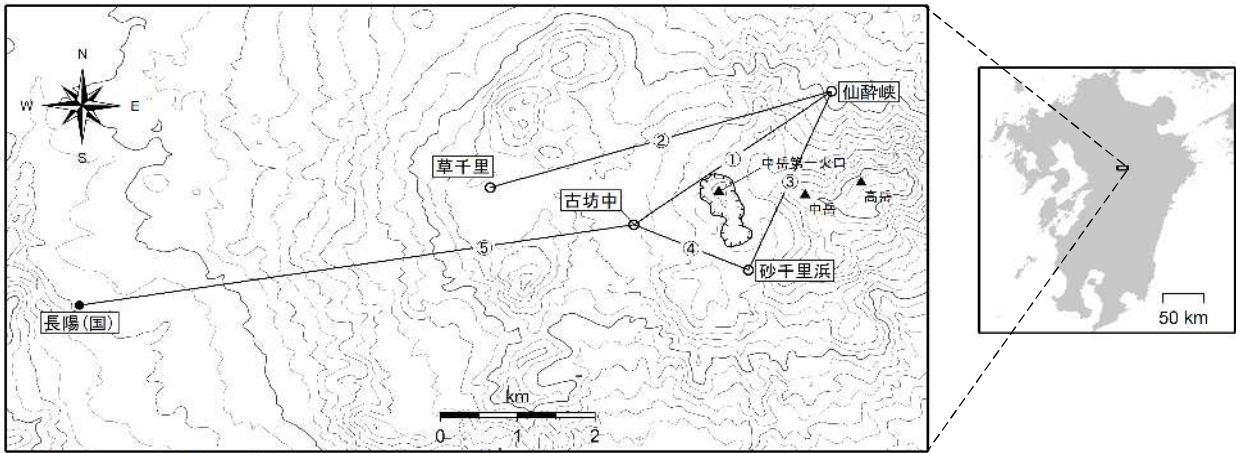 N
W
E
S
仙酔峡
②
草千里
①
中岳第一火口
③
高岳
中岳
古坊中
⑤
④
砂千里浜
長陽(国)
km
0 1 2
50 km